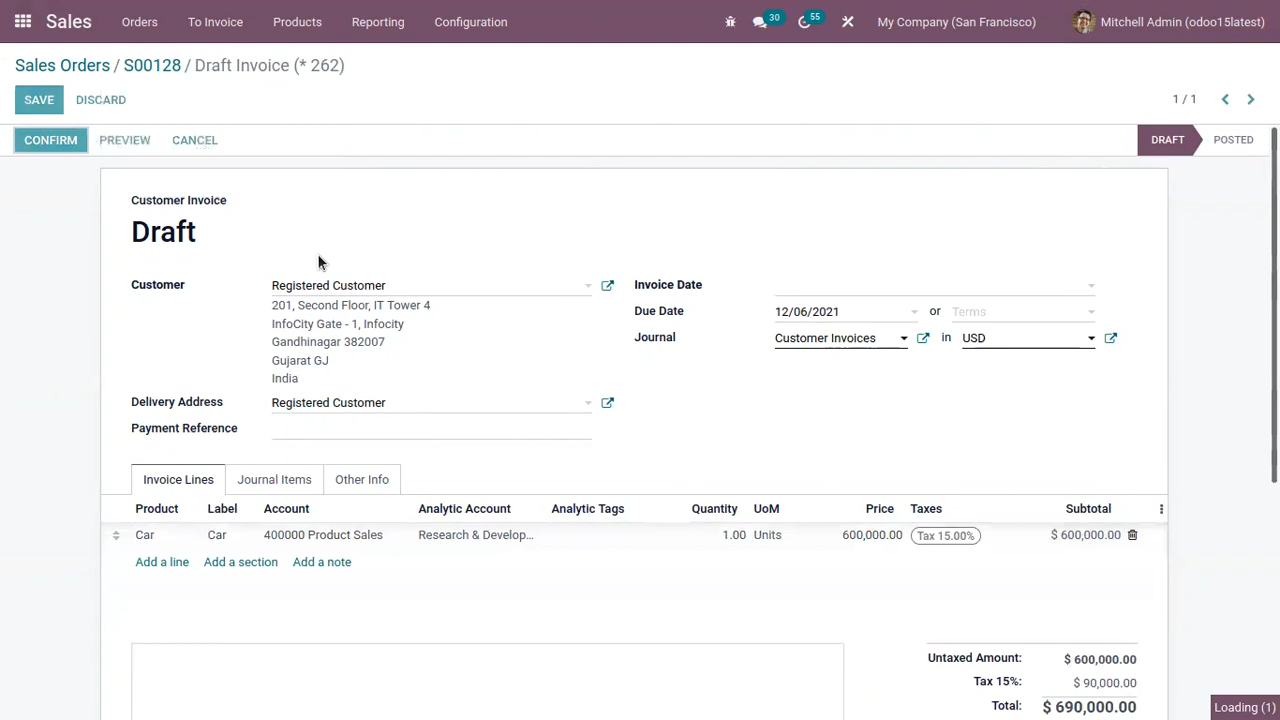 Sales Orders To Invoice Products Reporting Configuration 30 55 My Company (San Francisco) Mitchell Admin (odoo15latest)
Sales Orders / S00128 / Draft Invoice (* 262)
SAVE DISCARD 1 / 1
CONFIRM PREVIEW CANCEL DRAFT POSTED
Customer Invoice
Draft
Customer Registered Customer Invoice Date
201, Second Floor, IT Tower 4 Due Date 12/06/2021 or Terms
InfoCity Gate - 1, Infocity Journal Customer Invoices in USD
Gandhinagar 382007
Gujarat GJ
India
Delivery Address Registered Customer
Payment Reference
Invoice Lines Journal Items Other Info
Product Label Account Analytic Account Analytic Tags Quantity UoM Price Taxes Subtotal
Car Car 400000 Product Sales Research & Develop... 1.00 Units 600,000.00 Tax 15.00% $ 600,000.00
Add a line Add a section Add a note
Untaxed Amount: $ 600,000.00
Tax 15%: $ 90,000.00
Total: $ 690,000.00
Loading (1)